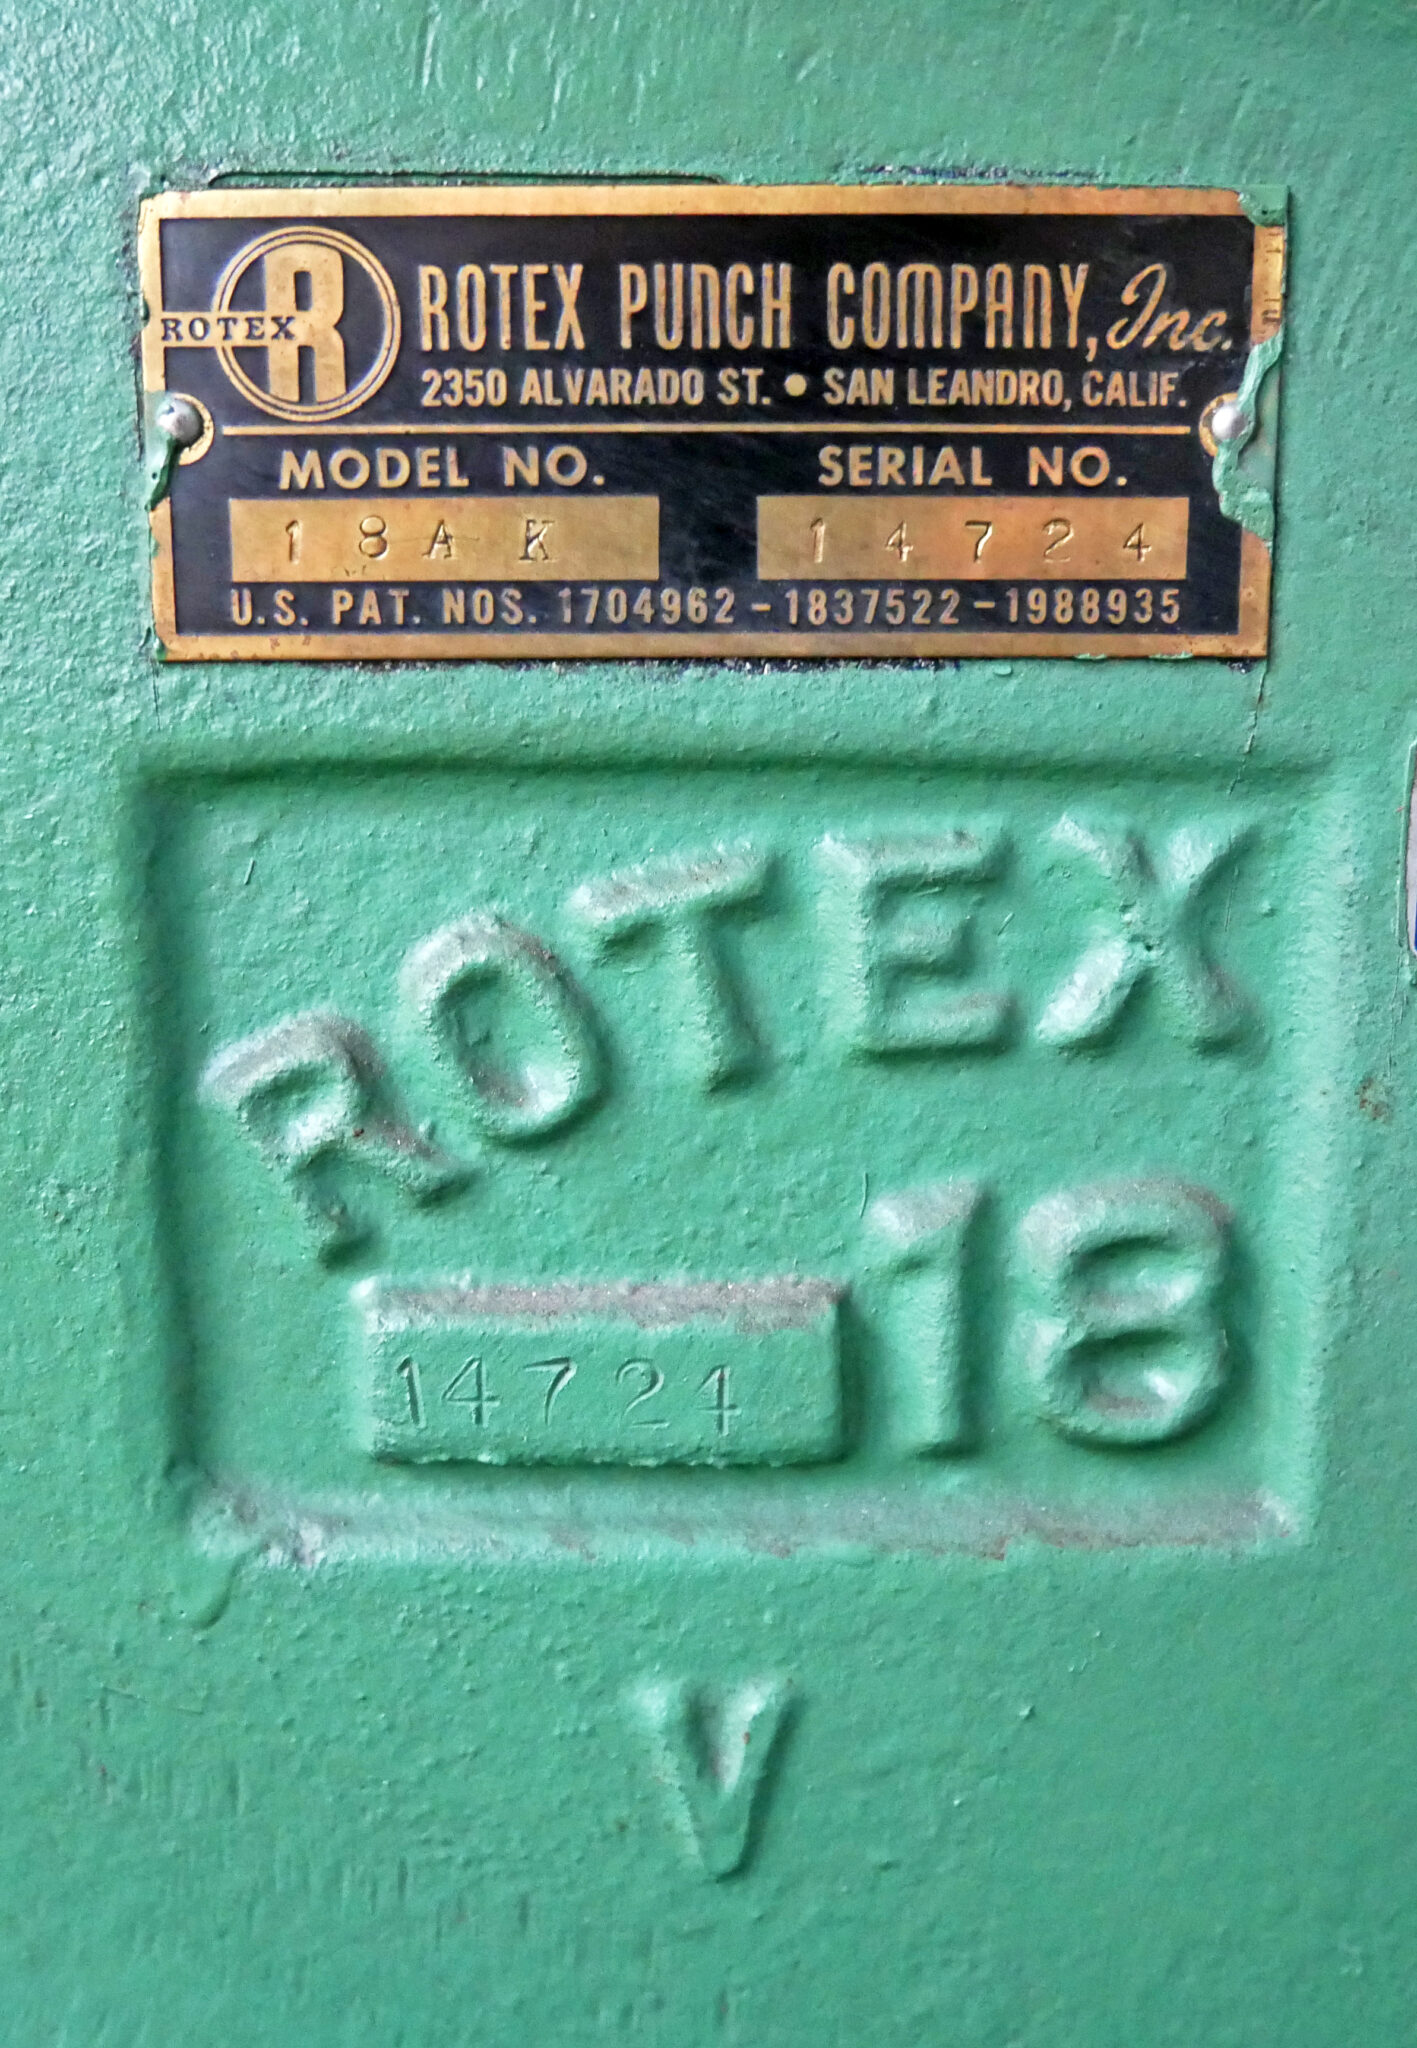 ROTEX R
ROTEX PUNCH COMPANY, Inc.
2350 ALVARADO ST. • SAN LEANDRO, CALIF.
MODEL NO. SERIAL NO.
18A K 14724
U.S. PAT. NOS. 1704962 - 1837522 - 1988935
ROTEX
14724 18
V